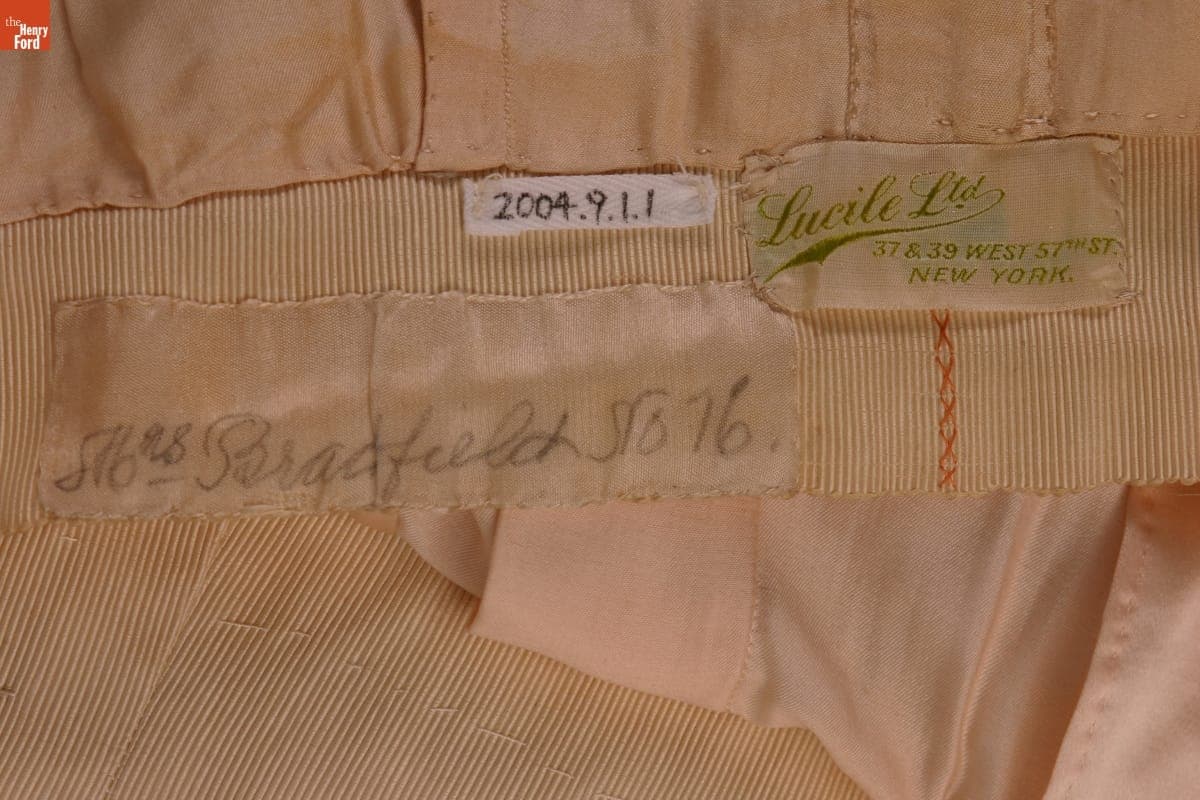 the
Henry
Ford
2004.9.1.1
Lucile Ltd
37 & 39 WEST 57TH ST.
NEW YORK.
Mrs Bradfield No 76.